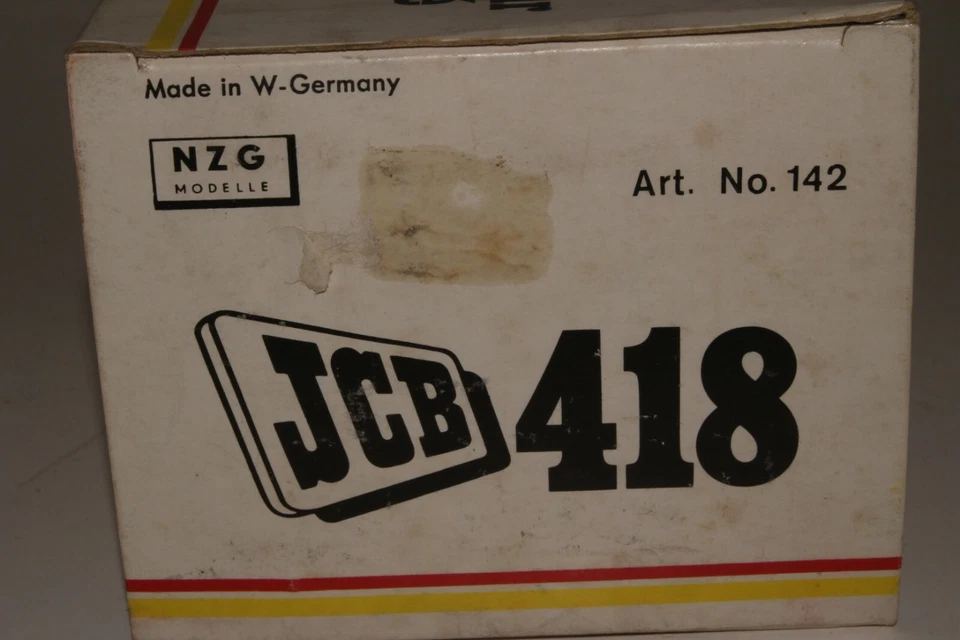 Made in W-Germany
NZG
MODELLE
Art. No. 142
JCB 418